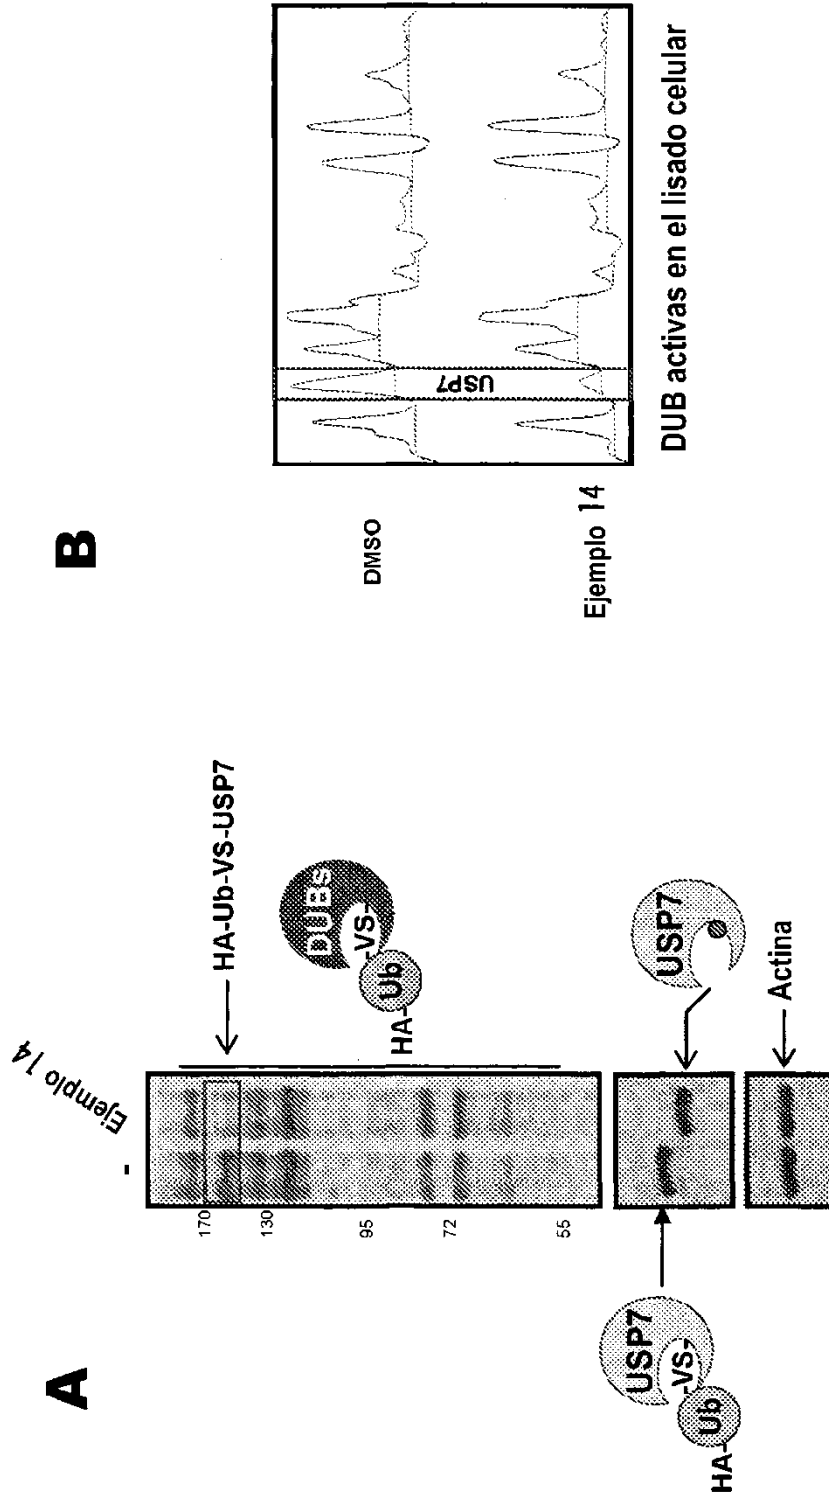 A
-
Ejemplo 14
170
130
95
72
55
HA-Ub-VS-USP7
DUBs
-VS-
Ub
HA-
USP7
-VS-
Ub
HA-
USP7
Actina
B
DMSO
Ejemplo 14
USP7
DUB activas en el lisado celular